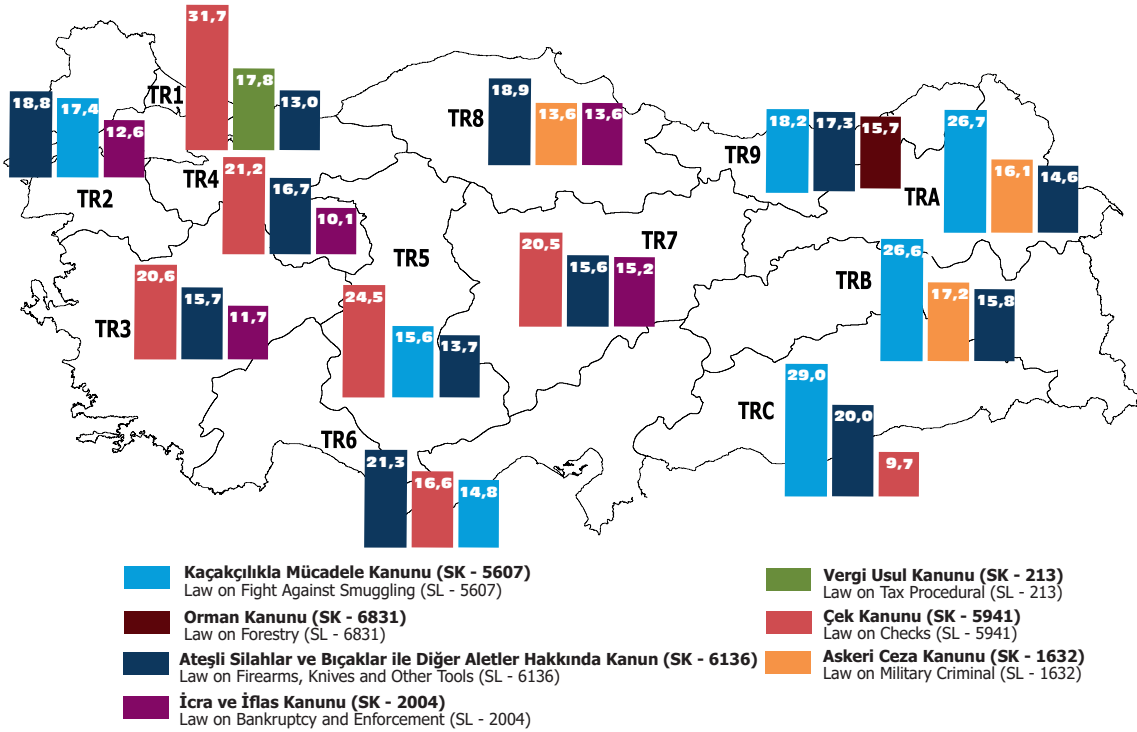 31,7
17,8
13,0
TR1
18,8
17,4
12,6
TR2
18,9
13,6
13,6
TR8
18,2
17,3
15,7
TR9
26,7
16,1
14,6
TRA
21,2
16,7
10,1
TR4
TR5
24,5
15,6
13,7
20,5
15,6
15,2
TR7
20,6
15,7
11,7
TR3
26,6
17,2
15,8
TRB
29,0
20,0
9,7
TRC
TR6
21,3
16,6
14,8
Kaçakçılıkla Mücadele Kanunu (SK - 5607)
Law on Fight Against Smuggling (SL - 5607)
Orman Kanunu (SK - 6831)
Law on Forestry (SL - 6831)
Ateşli Silahlar ve Bıçaklar ile Diğer Aletler Hakkında Kanun (SK - 6136)
Law on Firearms, Knives and Other Tools (SL - 6136)
İcra ve İflas Kanunu (SK - 2004)
Law on Bankruptcy and Enforcement (SL - 2004)
Vergi Usul Kanunu (SK - 213)
Law on Tax Procedural (SL - 213)
Çek Kanunu (SK - 5941)
Law on Checks (SL - 5941)
Askeri Ceza Kanunu (SK - 1632)
Law on Military Criminal (SL - 1632)